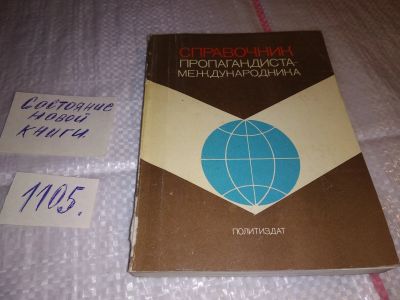 СПРАВОЧНИК
ПРОПАГАНДИСТА-
МЕЖДУНАРОДНИКА
ПОЛИТИЗДАТ
Состояние
новой
книги.
1105.